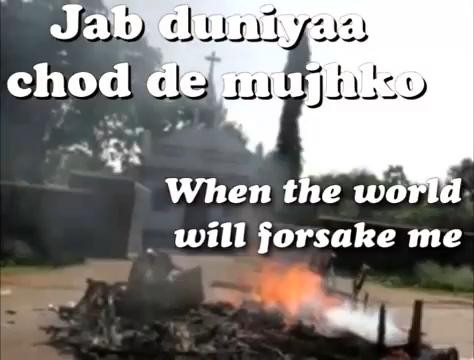 Jab duniyaa
chod de mujhko
When the world
will forsake me